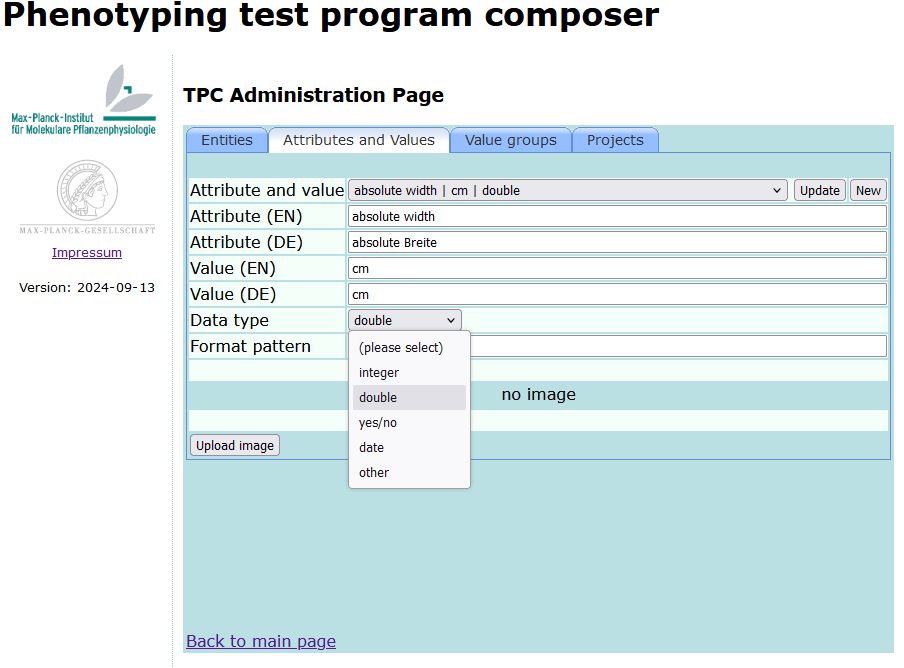 Phenotyping test program composer
Max-Planck-Institut
für Molekulare Pflanzenphysiologie
MAX-PLANCK-GESELLSCHAFT
Impressum
Version: 2024-09-13
TPC Administration Page
Entities Attributes and Values Value groups Projects
Attribute and value absolute width | cm | double Update New
Attribute (EN) absolute width
Attribute (DE) absolute Breite
Value (EN) cm
Value (DE) cm
Data type double
Format pattern
(please select)
integer
double
yes/no
date
other
no image
Upload image
Back to main page